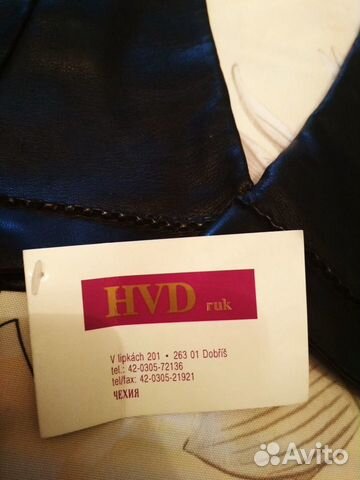 HVD ruk
V lipkách 201 • 263 01 Dobříš
tel.: 42-0305-72136
tel/fax: 42-0305-21921
ЧЕХИЯ
Avito